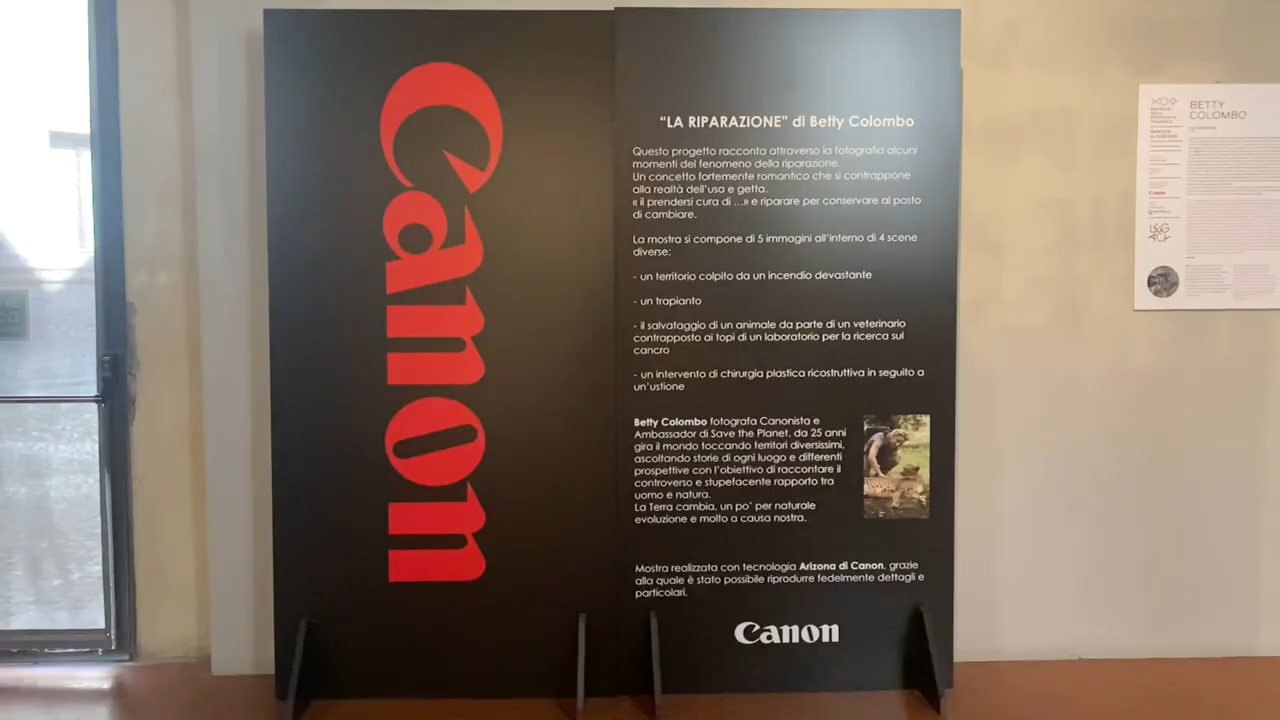 Canon
“LA RIPARAZIONE” di Betty Colombo
Questo progetto racconta attraverso la fotografia alcuni
momenti del fenomeno della riparazione.
Un concetto fortemente romantico che si contrappone
alla realtà dell'usa e getta.
« il prendersi cura di ...» e riparare per conservare al posto
di cambiare.
La mostra si compone di 5 immagini all'interno di 4 scene
diverse:
- un territorio colpito da un incendio devastante
- un trapianto
- il salvataggio di un animale da parte di un veterinario
contrapposto ai topi di un laboratorio per la ricerca sul
cancro
- un intervento di chirurgia plastica ricostruttiva in seguito a
un'ustione
Betty Colombo fotografa Canonista e
Ambassador di Save the Planet, da 25 anni
gira il mondo toccando territori diversissimi,
ascoltando storie di ogni luogo e differenti
prospettive con l'obiettivo di raccontare il
controverso e stupefacente rapporto tra
uomo e natura.
La Terra cambia, un po' per naturale
evoluzione e molto a causa nostra.
Mostra realizzata con tecnologia Arizona di Canon, grazie
alla quale è stato possibile riprodurre fedelmente dettagli e
particolari.
Canon
BETTY
COLOMBO